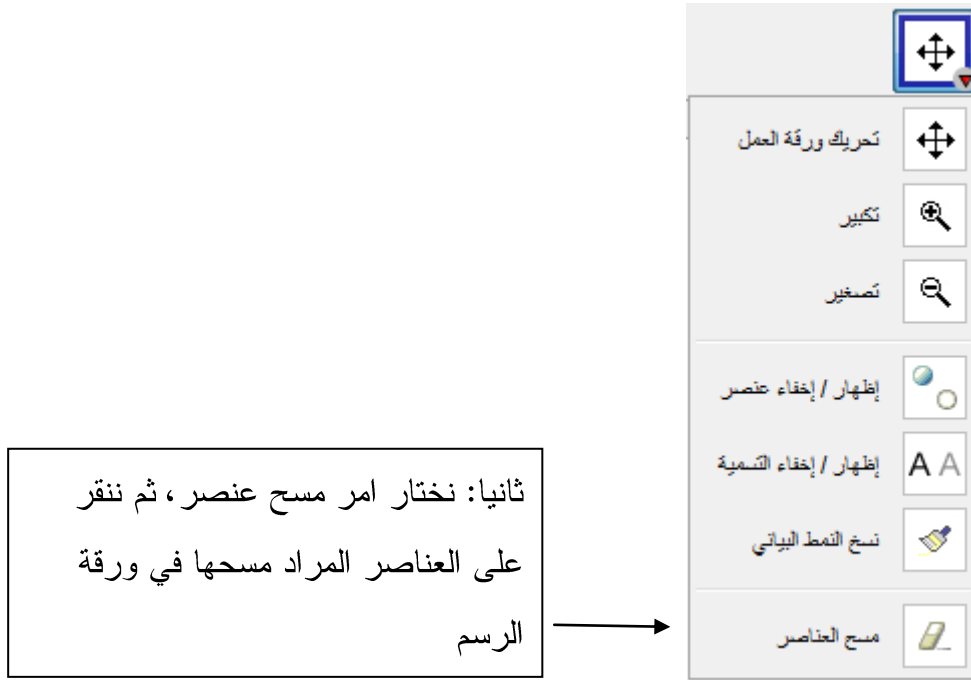 تحريك ورقة العمل
تكبير
تصغير
إظهار / إخفاء عنصر
إظهار / إخفاء التسمية
A A
نسخ النمط البياني
مسح العناصر
ثانيا: نختار امر مسح عنصر، ثم ننقر
على العناصر المراد مسحها في ورقة
الرسم